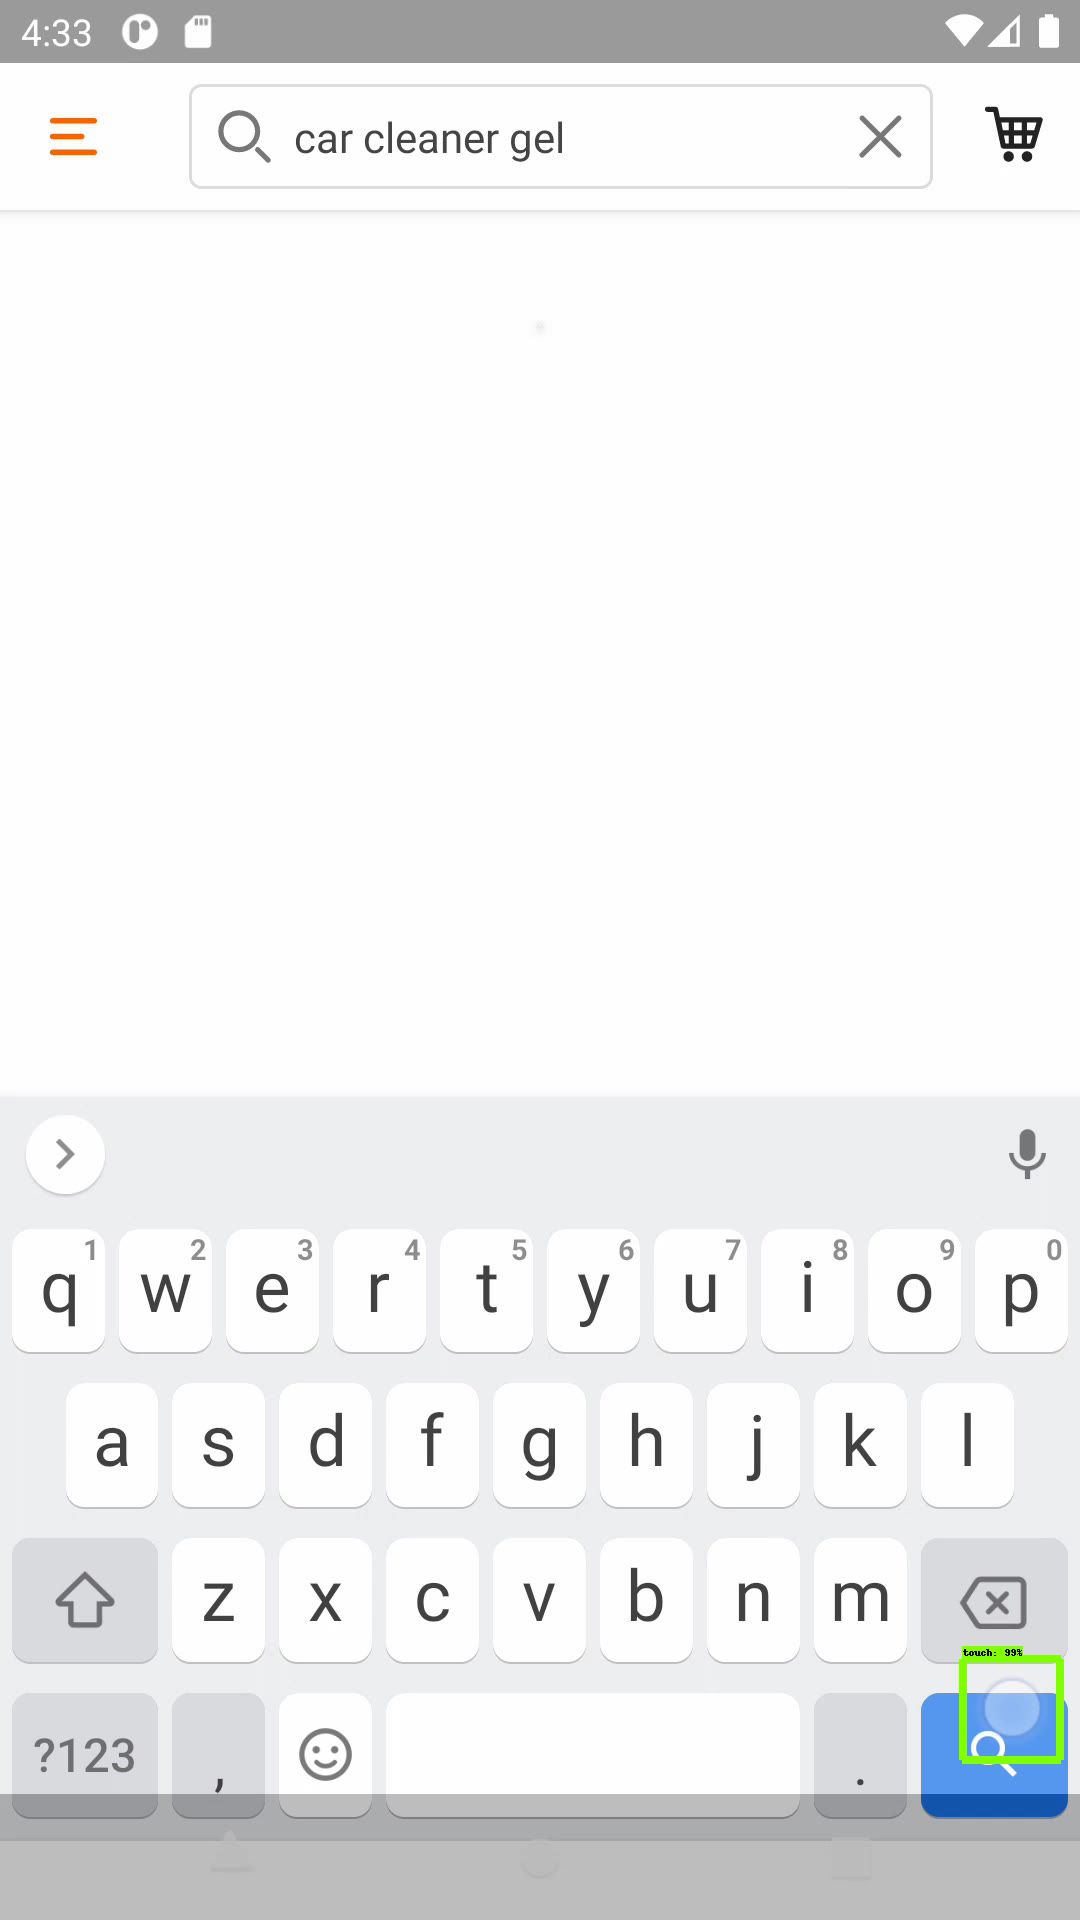 4:33
car cleaner gel
1 2 3 4 5 6 7 8 9 0
q w e r t y u i o p
a s d f g h j k l
z x c v b n m
touch: 99%
?123 , .